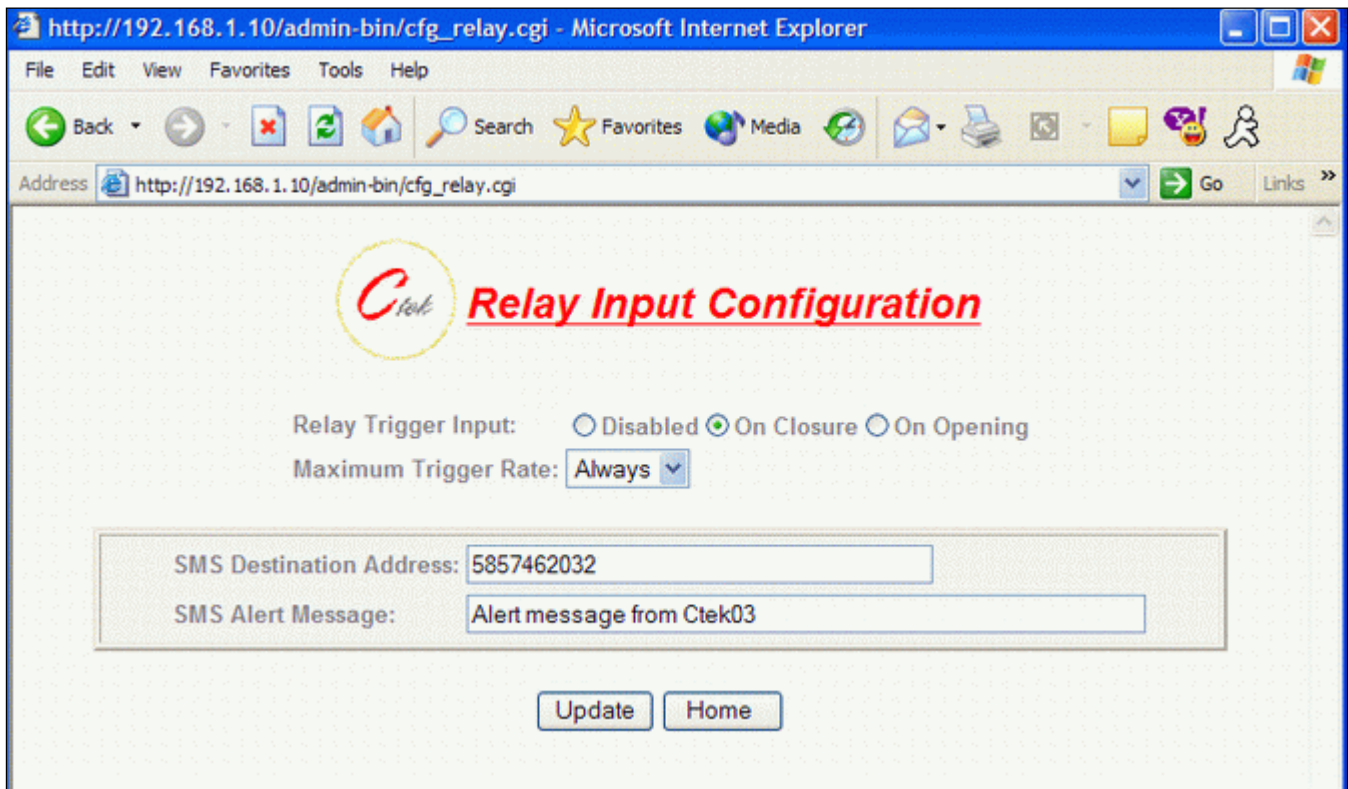 http://192.168.1.10/admin-bin/cfg_relay.cgi - Microsoft Internet Explorer
File Edit View Favorites Tools Help
Back Search Favorites Media
Address http://192.168.1.10/admin-bin/cfg_relay.cgi Go Links »
Ctek Relay Input Configuration
Relay Trigger Input: Disabled On Closure On Opening
Maximum Trigger Rate: Always
SMS Destination Address: 5857462032
SMS Alert Message: Alert message from Ctek03
Update Home